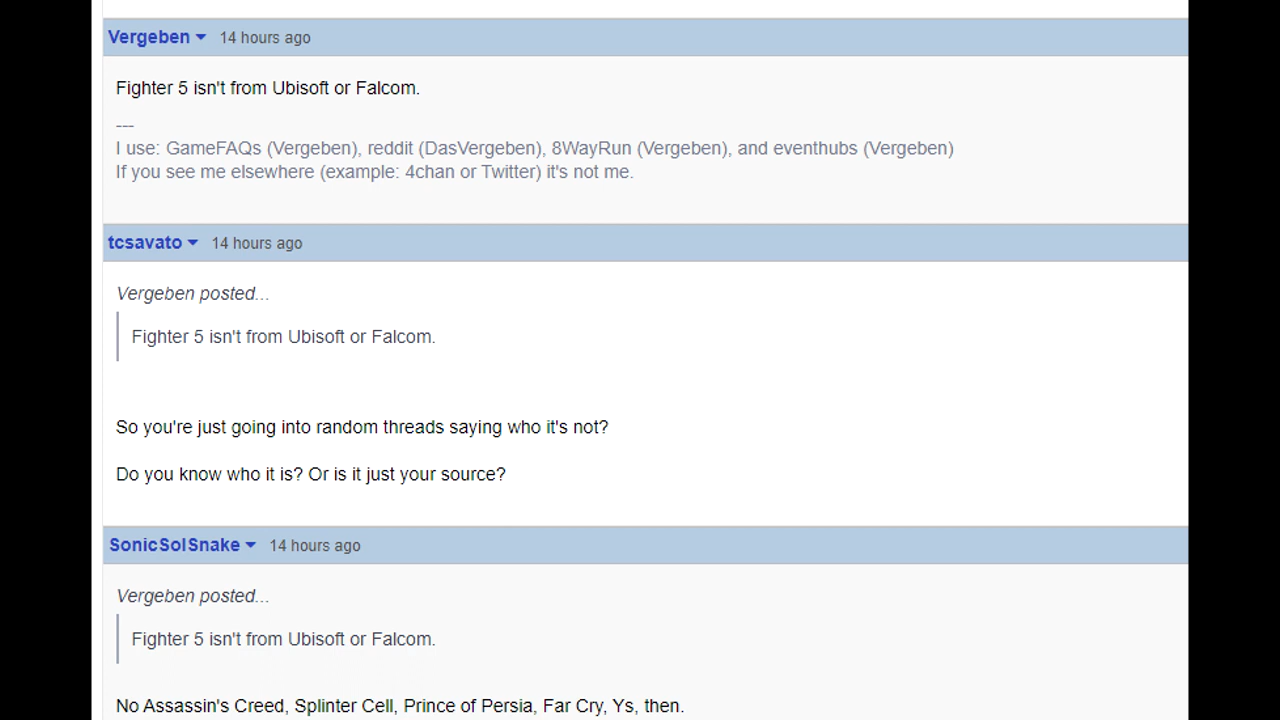 Vergeben 14 hours ago
Fighter 5 isn't from Ubisoft or Falcom.
---
I use: GameFAQs (Vergeben), reddit (DasVergeben), 8WayRun (Vergeben), and eventhubs (Vergeben)
If you see me elsewhere (example: 4chan or Twitter) it's not me.
tcsavato 14 hours ago
Vergeben posted...
Fighter 5 isn't from Ubisoft or Falcom.
So you're just going into random threads saying who it's not?
Do you know who it is? Or is it just your source?
SonicSolSnake 14 hours ago
Vergeben posted...
Fighter 5 isn't from Ubisoft or Falcom.
No Assassin's Creed, Splinter Cell, Prince of Persia, Far Cry, Ys, then.